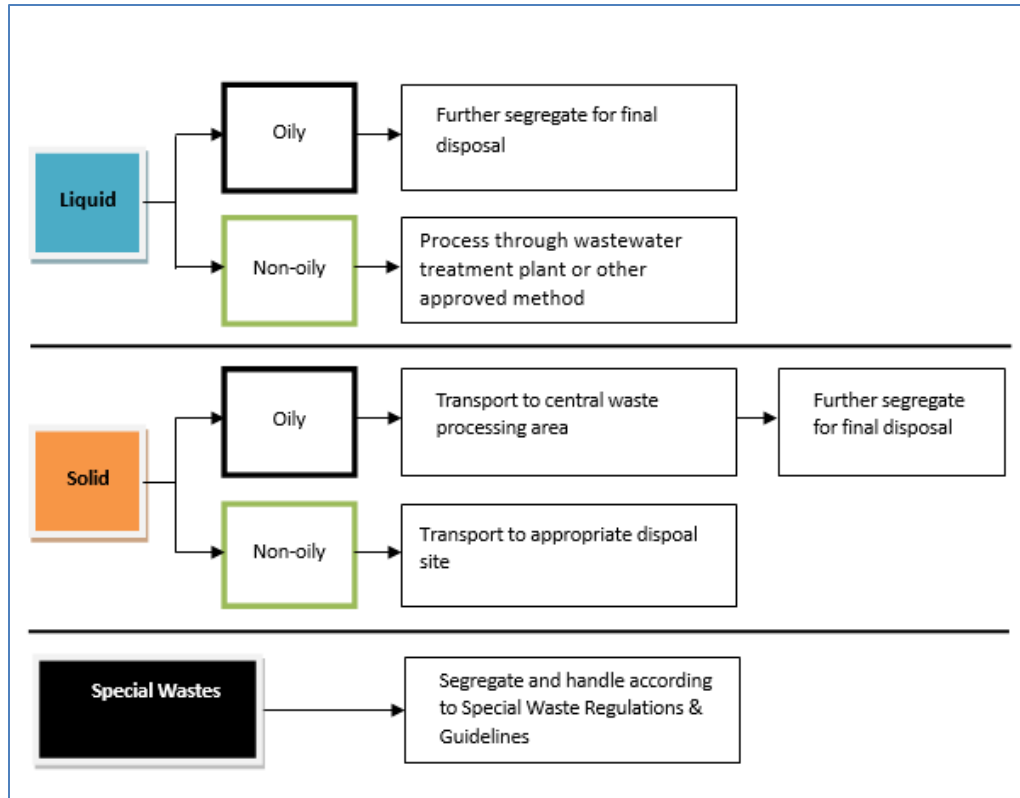 Liquid
Oily
Further segregate for final
disposal
Non-oily
Process through wastewater
treatment plant or other
approved method
Solid
Oily
Transport to central waste
processing area
Further segregate
for final disposal
Non-oily
Transport to appropriate dispoal
site
Special Wastes
Segregate and handle according
to Special Waste Regulations &
Guidelines